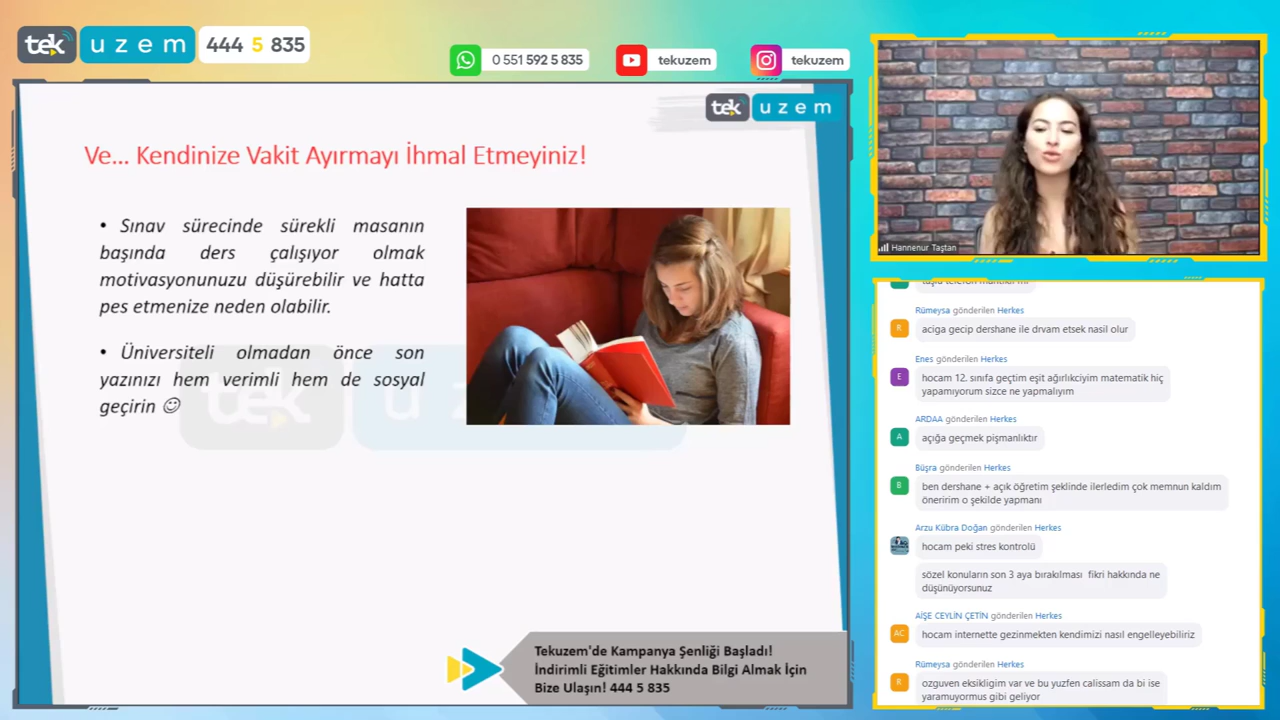 tek uzem 444 5 835
0 551 592 5 835
tekuzem
tekuzem
tek uzem
Ve... Kendinize Vakit Ayırmayı İhmal Etmeyiniz!
• Sınav sürecinde sürekli masanın
başında ders çalışıyor olmak
motivasyonunuzu düşürebilir ve hatta
pes etmenize neden olabilir.
• Üniversiteli olmadan önce son
yazınızı hem verimli hem de sosyal
geçirin ☺
Tekuzem'de Kampanya Şenliği Başladı!
İndirimli Eğitimler Hakkında Bilgi Almak İçin
Bize Ulaşın! 444 5 835
Hannenur Taştan
Rümeysa gönderilen Herkes
R
aciga gecip dershane ile drvam etsek nasil olur
Enes gönderilen Herkes
E
hocam 12. sınıfa geçtim eşit ağırlıkciyim matematik hiç
yapamıyorum sizce ne yapmalıyım
ARDAA gönderilen Herkes
A
açığa geçmek pişmanlıktır
Büşra gönderilen Herkes
B
ben dershane + açık öğretim şeklinde ilerledim çok memnun kaldım
öneririm o şekilde yapmanı
Arzu Kübra Doğan gönderilen Herkes
hocam peki stres kontrolü
sözel konuların son 3 aya bırakılması fikri hakkında ne
düşünüyorsunuz
AİŞE CEYLİN ÇETİN gönderilen Herkes
AC
hocam internette gezinmekten kendimizi nasıl engelleyebiliriz
Rümeysa gönderilen Herkes
R
ozguven eksikligim var ve bu yuzfen calissam da bi ise
yaramuyormus gibi geliyor